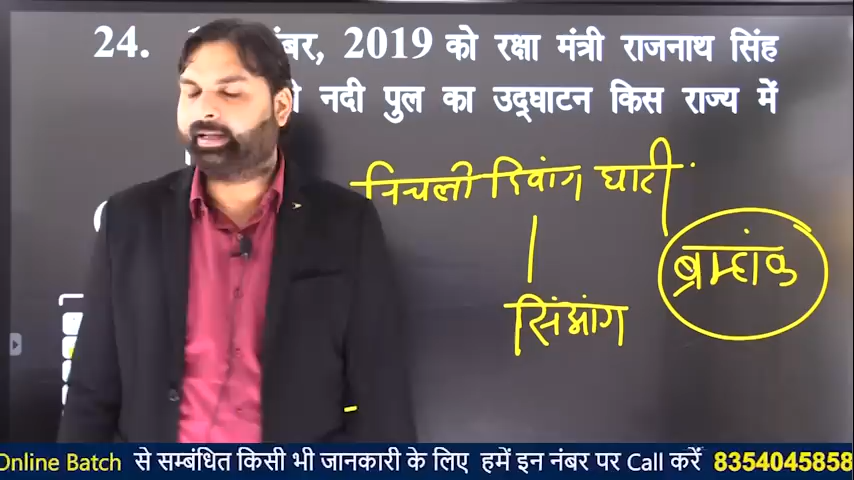 24. बर, 2019 को रक्षा मंत्री राजनाथ सिंह
नदी पुल का उद्घाटन किस राज्य में
निचली दिबांग घाटी
सिंआंग
ब्रम्हांक
Online Batch से सम्बंधित किसी भी जानकारी के लिए हमें इन नंबर पर Call करें 8354045858